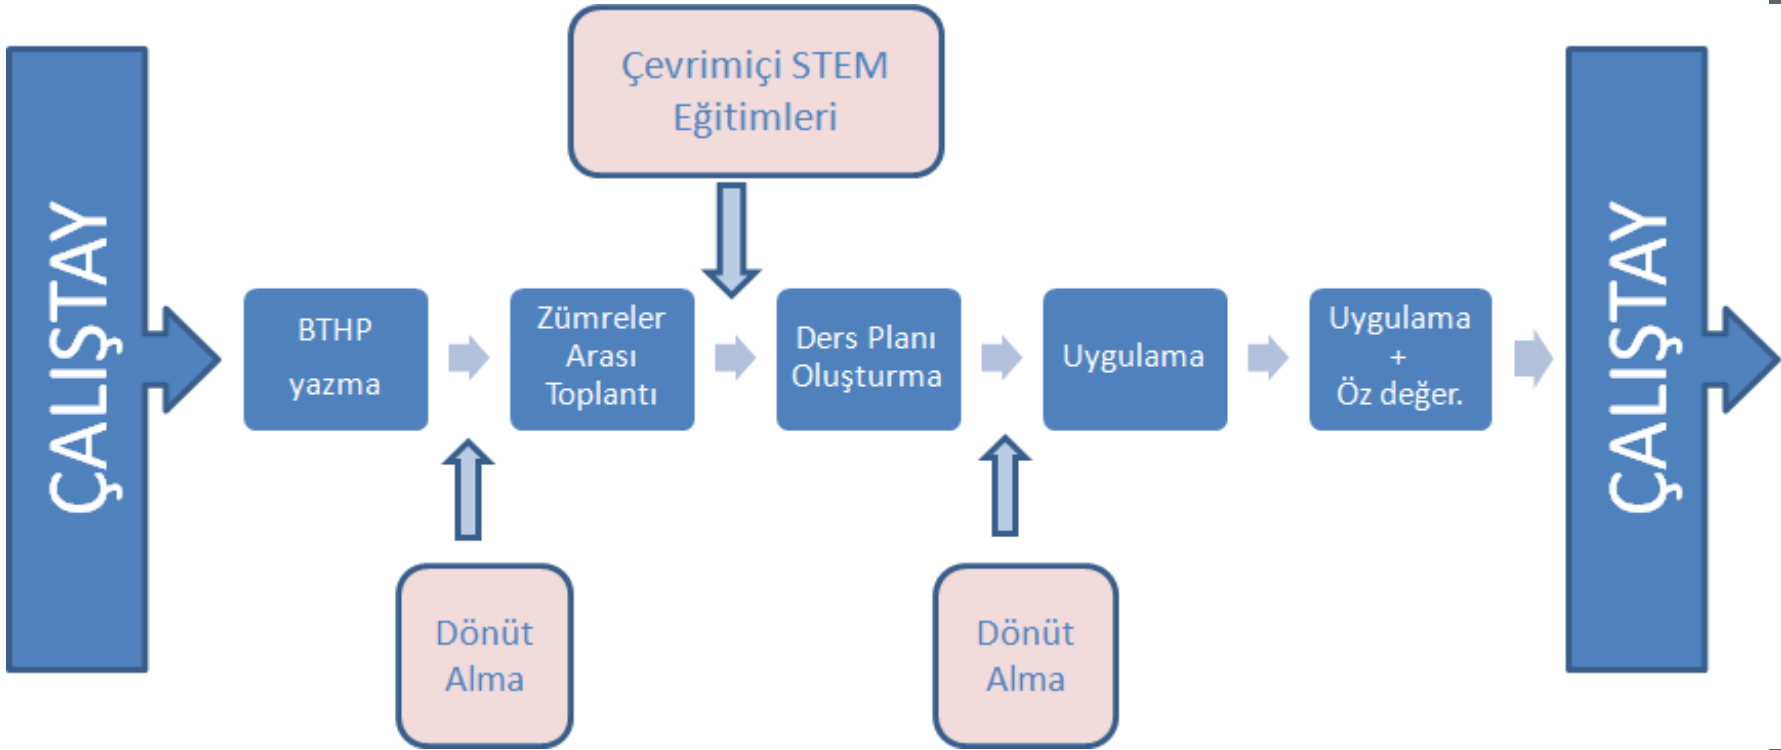 ÇALIŞTAY
Çevrimiçi STEM
Eğitimleri
BTHP
yazma
Zümreler
Arası
Toplantı
Ders Planı
Oluşturma
Uygulama
Uygulama
+
Öz değer.
Dönüt
Alma
Dönüt
Alma
ÇALIŞTAY